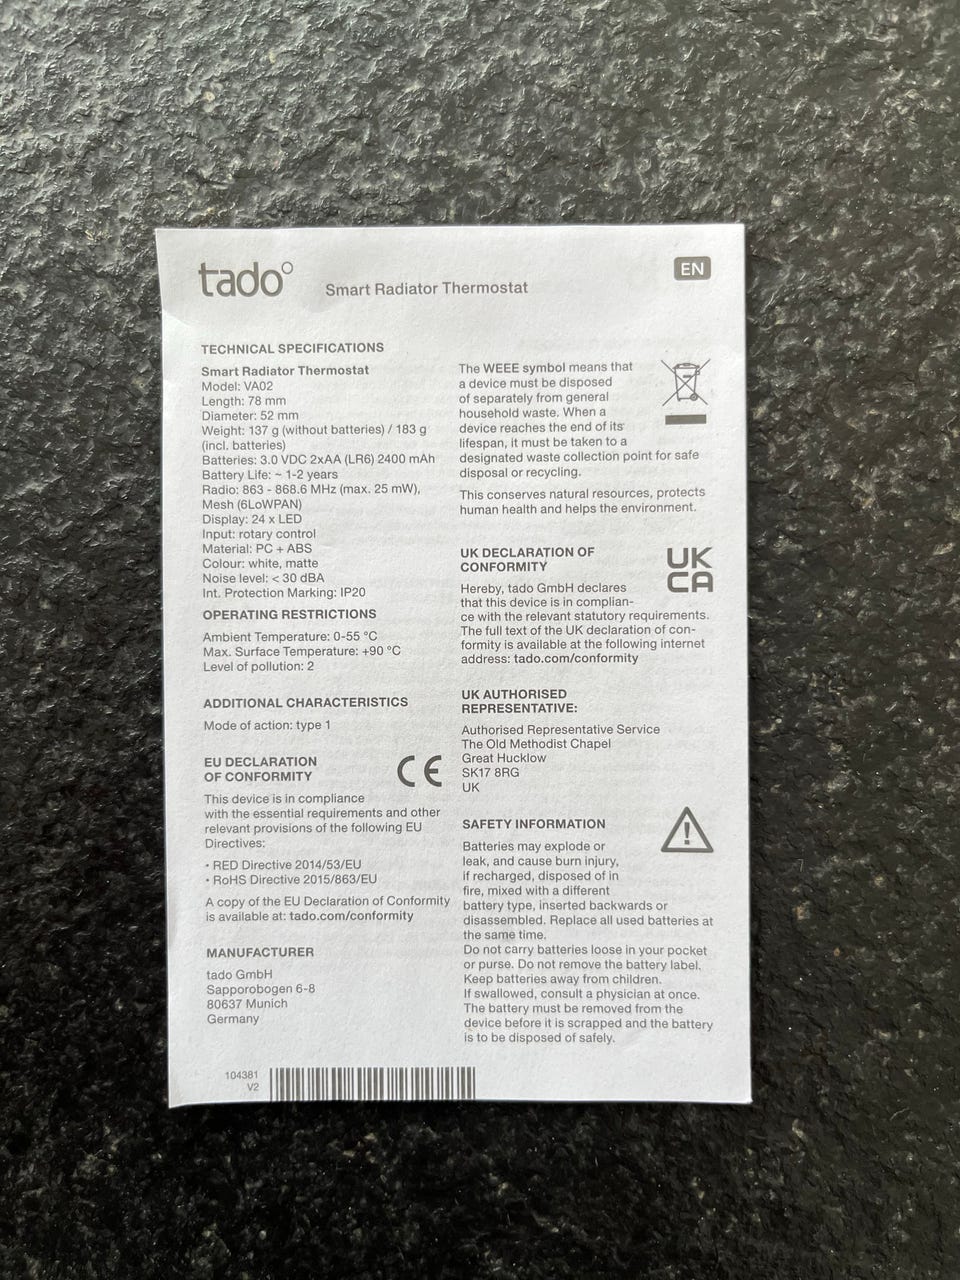 tado°
Smart Radiator Thermostat
EN
TECHNICAL SPECIFICATIONS
Smart Radiator Thermostat
Model: VA02
Length: 78 mm
Diameter: 52 mm
Weight: 137 g (without batteries) / 183 g
(incl. batteries)
Batteries: 3.0 VDC 2xAA (LR6) 2400 mAh
Battery Life: ~ 1-2 years
Radio: 863 - 868.6 MHz (max. 25 mW),
Mesh (6LoWPAN)
Display: 24 x LED
Input: rotary control
Material: PC + ABS
Colour: white, matte
Noise level: < 30 dBA
Int. Protection Marking: IP20
OPERATING RESTRICTIONS
Ambient Temperature: 0-55 °C
Max. Surface Temperature: +90 °C
Level of pollution: 2
ADDITIONAL CHARACTERISTICS
Mode of action: type 1
EU DECLARATION
OF CONFORMITY
CE
This device is in compliance
with the essential requirements and other
relevant provisions of the following EU
Directives:
• RED Directive 2014/53/EU
• RoHS Directive 2015/863/EU
A copy of the EU Declaration of Conformity
is available at: tado.com/conformity
MANUFACTURER
tado GmbH
Sapporobogen 6-8
80637 Munich
Germany
104381
V2
The WEEE symbol means that
a device must be disposed
of separately from general
household waste. When a
device reaches the end of its
lifespan, it must be taken to a
designated waste collection point for safe
disposal or recycling.
This conserves natural resources, protects
human health and helps the environment.
UK DECLARATION OF
CONFORMITY
UK
CA
Hereby, tado GmbH declares
that this device is in complian-
ce with the relevant statutory requirements.
The full text of the UK declaration of con-
formity is available at the following internet
address: tado.com/conformity
UK AUTHORISED
REPRESENTATIVE:
Authorised Representative Service
The Old Methodist Chapel
Great Hucklow
SK17 8RG
UK
SAFETY INFORMATION
Batteries may explode or
leak, and cause burn injury,
if recharged, disposed of in
fire, mixed with a different
battery type, inserted backwards or
disassembled. Replace all used batteries at
the same time.
Do not carry batteries loose in your pocket
or purse. Do not remove the battery label.
Keep batteries away from children.
If swallowed, consult a physician at once.
The battery must be removed from the
device before it is scrapped and the battery
is to be disposed of safely.